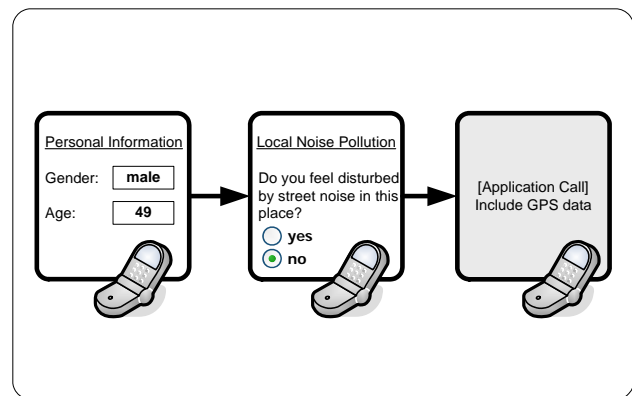 Personal Information
Gender: male
Age: 49
Local Noise Pollution
Do you feel disturbed
by street noise in this
place?
yes
no
[Application Call]
Include GPS data